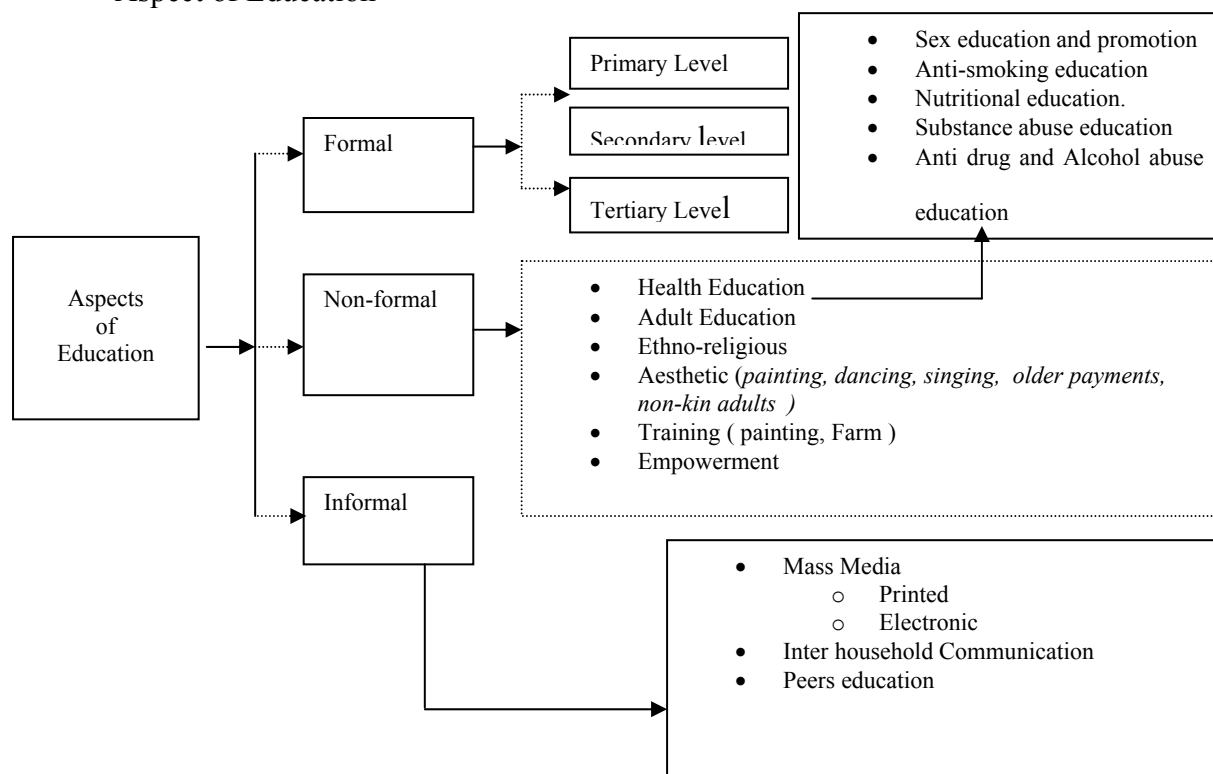 Aspect of Education
Primary Level
Secondary level
Tertiary Level
• Sex education and promotion
• Anti-smoking education
• Nutritional education.
• Substance abuse education
• Anti drug and Alcohol abuse
education
Formal
Aspects
of
Education
Non-formal
• Health Education
• Adult Education
• Ethno-religious
• Aesthetic (painting, dancing, singing, older payments,
non-kin adults )
• Training ( painting, Farm )
• Empowerment
Informal
• Mass Media
o Printed
o Electronic
• Inter household Communication
• Peers education